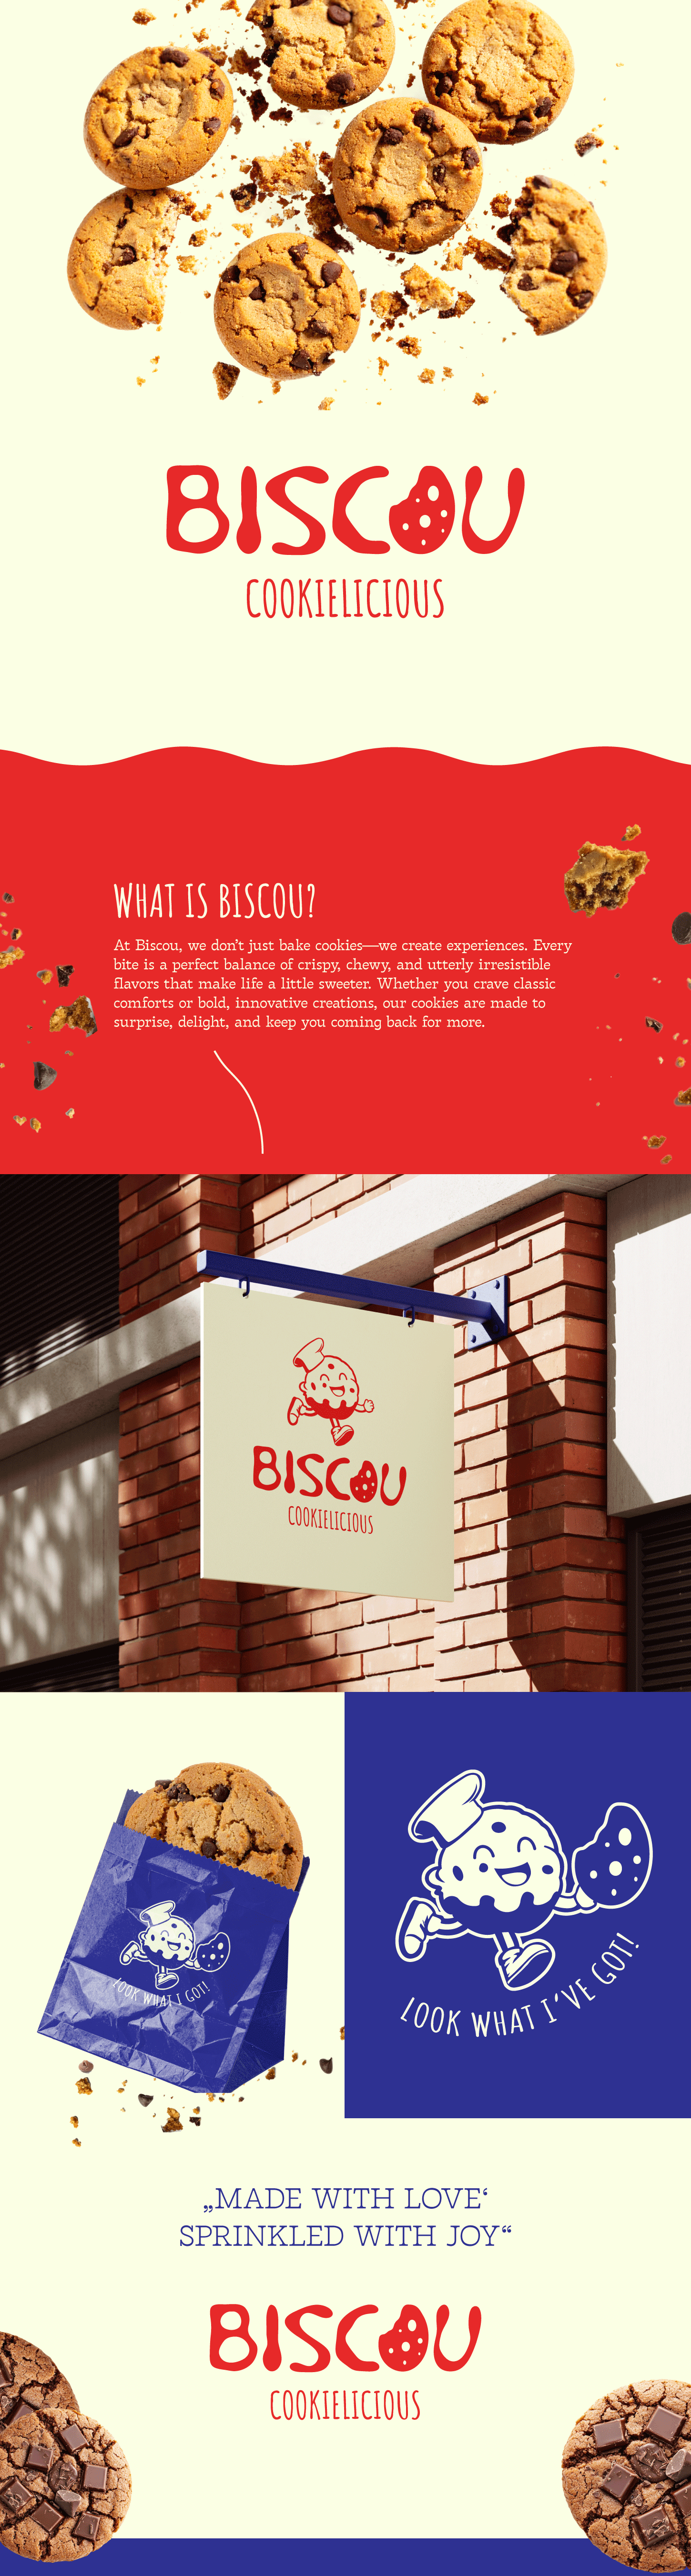 BISCOU
COOKIELICIOUS
WHAT IS BISCOU?
At Biscou, we don’t just bake cookies—we create experiences. Every
bite is a perfect balance of crispy, chewy, and utterly irresistible
flavors that make life a little sweeter. Whether you crave classic
comforts or bold, innovative creations, our cookies are made to
surprise, delight, and keep you coming back for more.
BISCOU
COOKIELICIOUS
LOOK WHAT I GOT!
LOOK WHAT I'VE GOT!
„MADE WITH LOVE‘
SPRINKLED WITH JOY“
BISCOU
COOKIELICIOUS